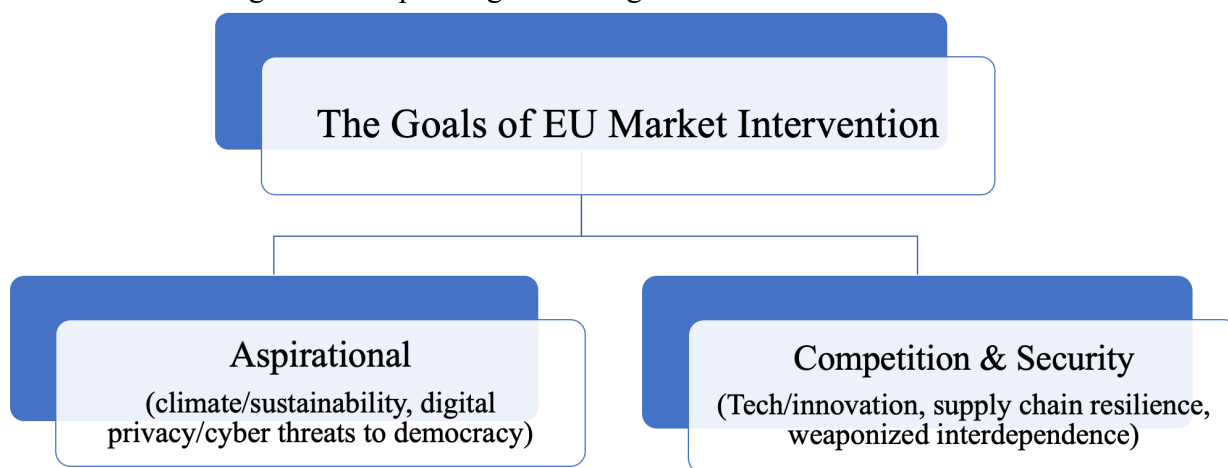 The Goals of EU Market Intervention
Aspirational
(climate/sustainability, digital
privacy/cyber threats to democracy)
Competition & Security
(Tech/innovation, supply chain resilience,
weaponized interdependence)